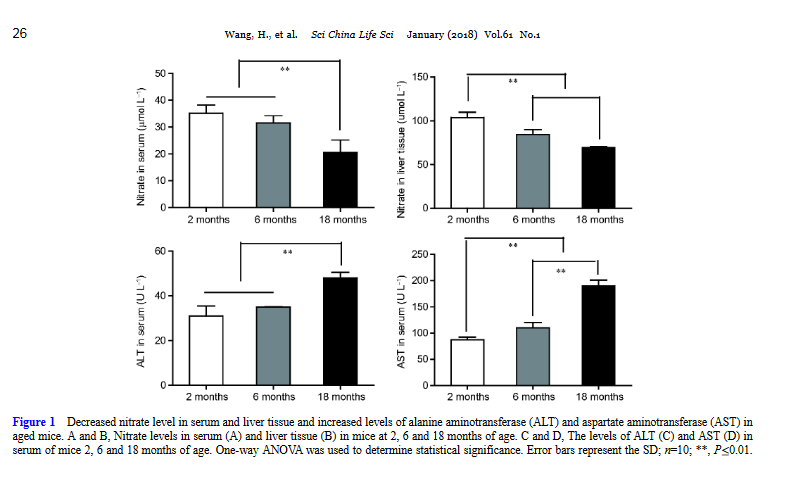 26
Wang, H., et al. Sci China Life Sci January (2018) Vol.61 No.1
Nitrate in serum (μmol L⁻¹)
50
40
30
20
10
0
**
2 months 6 months 18 months
Nitrate in liver tissue (umol L⁻¹)
150
100
50
0
**
2 months 6 months 18 months
ALT in serum (U L⁻¹)
60
40
20
0
**
2 months 6 months 18 months
AST in serum (U L⁻¹)
250
200
150
100
50
0
**
**
2 months 6 months 18 months
Figure 1 Decreased nitrate level in serum and liver tissue and increased levels of alanine aminotransferase (ALT) and aspartate aminotransferase (AST) in
aged mice. A and B, Nitrate levels in serum (A) and liver tissue (B) in mice at 2, 6 and 18 months of age. C and D, The levels of ALT (C) and AST (D) in
serum of mice 2, 6 and 18 months of age. One-way ANOVA was used to determine statistical significance. Error bars represent the SD; n=10; **, P≤0.01.